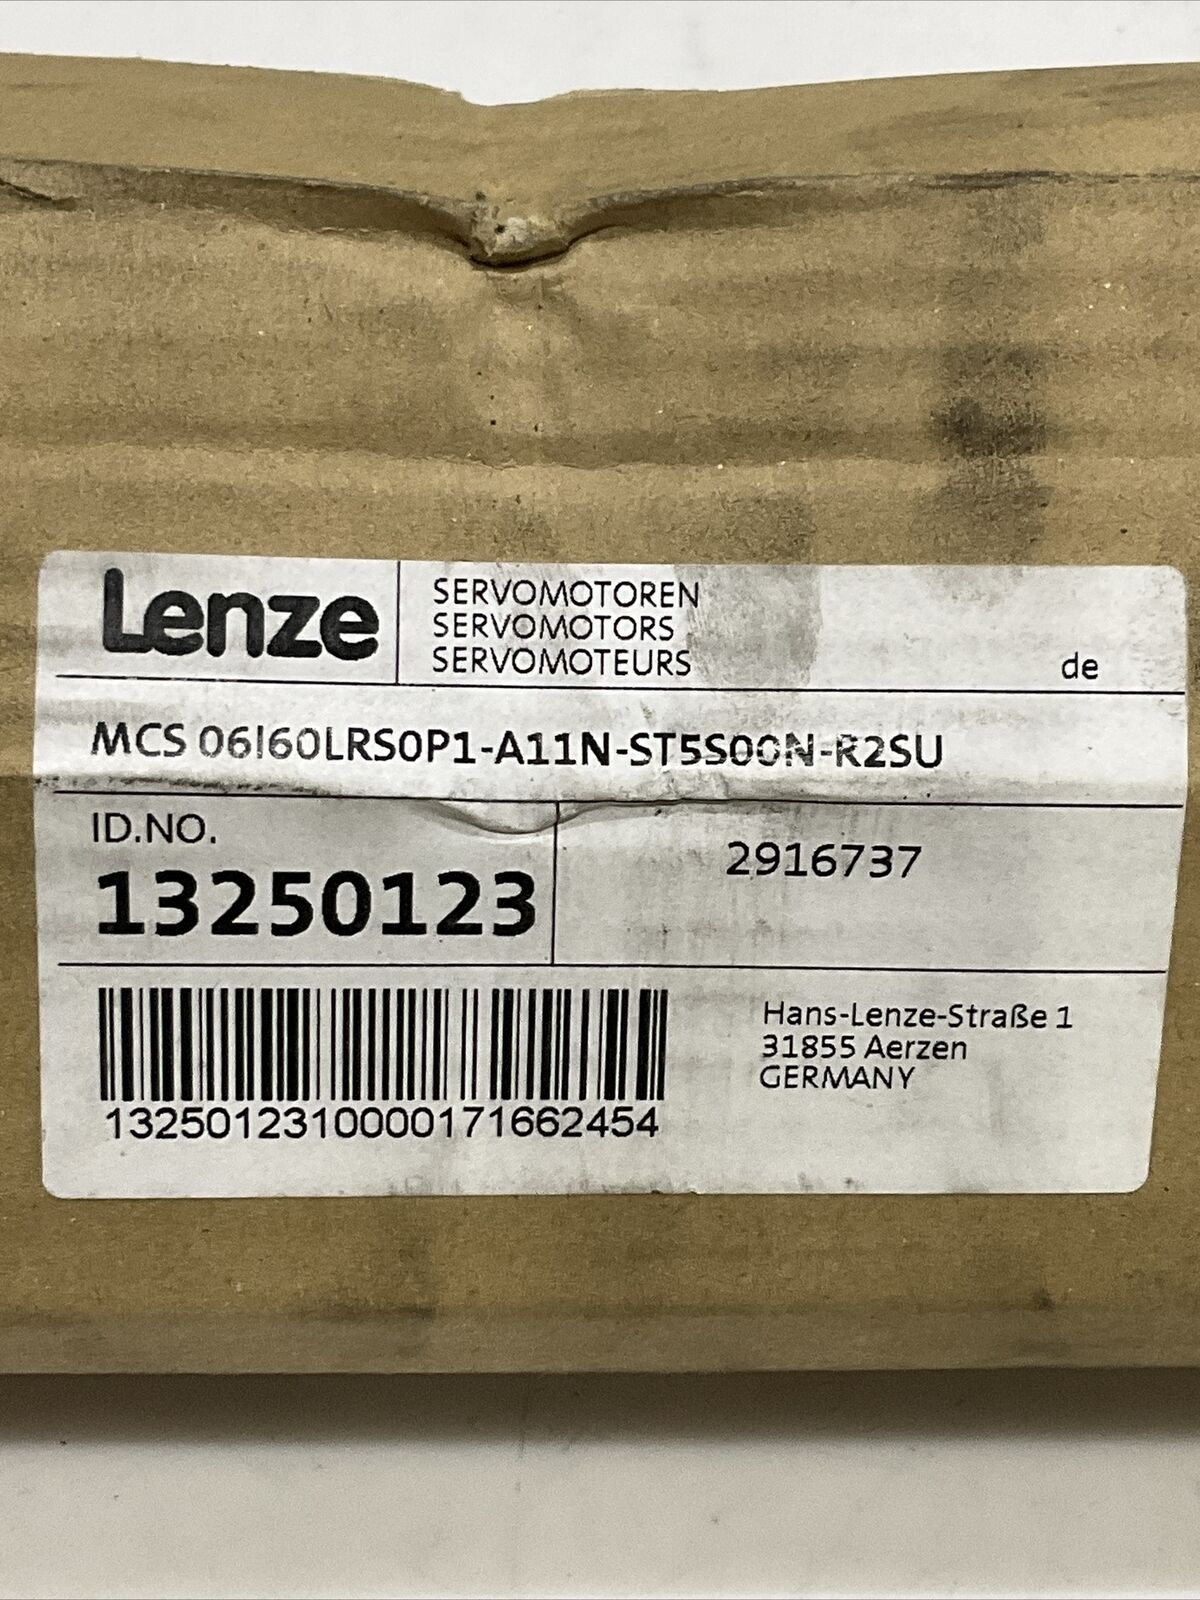 Lenze
SERVOMOTOREN
SERVOMOTORS
SERVOMOTEURS
de
MCS 06I60LRS0P1-A11N-ST5S00N-R2SU
ID.NO.
13250123
2916737
1325012310000171662454
Hans-Lenze-Straße 1
31855 Aerzen
GERMANY